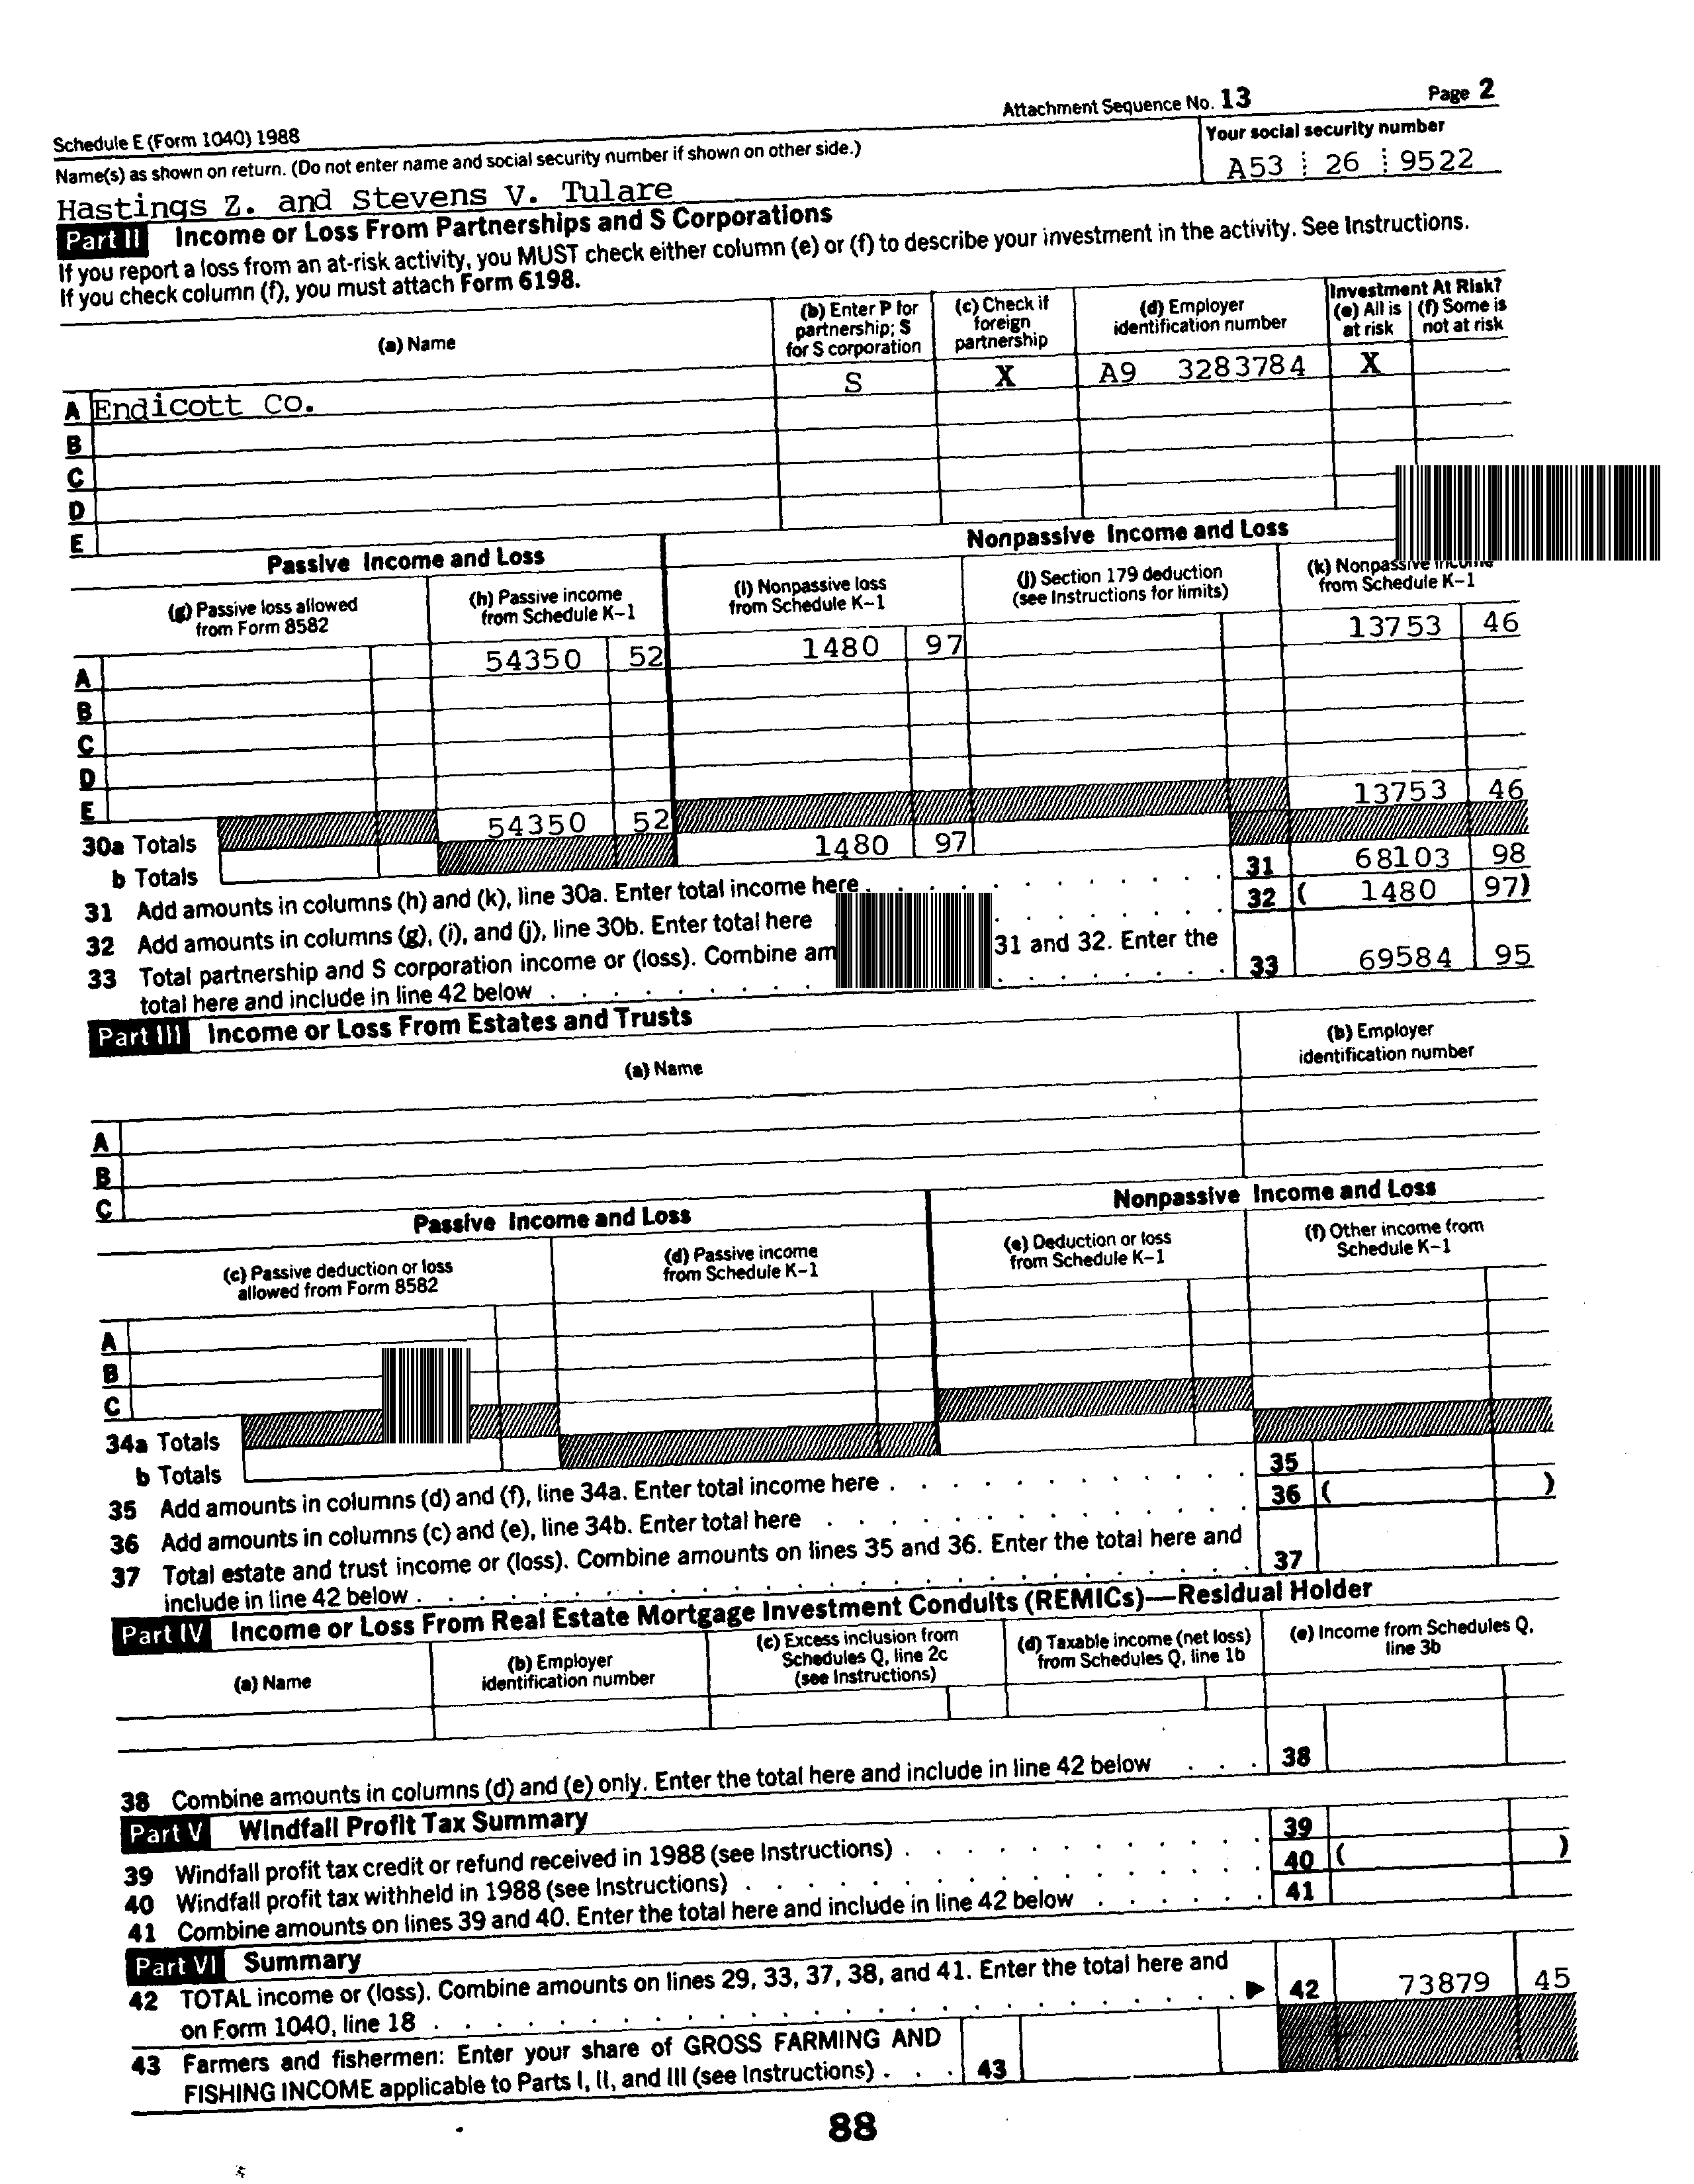 Attachment Sequence No. 13 Page 2
Schedule E (Form 1040) 1988
Name(s) as shown on return. (Do not enter name and social security number if shown on other side.) Your social security number
Hastings Z. and Stevens V. Tulare A53 26 9522
Part II Income or Loss From Partnerships and S Corporations
If you report a loss from an at-risk activity, you MUST check either column (e) or (f) to describe your investment in the activity. See Instructions.
If you check column (f), you must attach Form 6198.
(a) Name
(b) Enter P for partnership; S for S corporation
(c) Check if foreign partnership
(d) Employer identification number
Investment At Risk?
(e) All is at risk
(f) Some is not at risk
A Endicott Co. S X A9 3283784 X
B
C
D
E
Passive Income and Loss
Nonpassive Income and Loss
(g) Passive loss allowed from Form 8582
(h) Passive income from Schedule K-1
(i) Nonpassive loss from Schedule K-1
(j) Section 179 deduction (see Instructions for limits)
(k) Nonpassive income from Schedule K-1
A 54350 52 1480 97 13753 46
B
C
D
E
30a Totals 54350 52 13753 46
b Totals 1480 97
31 Add amounts in columns (h) and (k), line 30a. Enter total income here . . . 31 68103 98
32 Add amounts in columns (g), (i), and (j), line 30b. Enter total here . . . 32 ( 1480 97)
33 Total partnership and S corporation income or (loss). Combine am 31 and 32. Enter the
total here and include in line 42 below . . . 33 69584 95
Part III Income or Loss From Estates and Trusts
(a) Name
(b) Employer identification number
A
B
C
Passive Income and Loss
Nonpassive Income and Loss
(c) Passive deduction or loss allowed from Form 8582
(d) Passive income from Schedule K-1
(e) Deduction or loss from Schedule K-1
(f) Other income from Schedule K-1
A
B
C
34a Totals
b Totals
35 Add amounts in columns (d) and (f), line 34a. Enter total income here . . . 35
36 Add amounts in columns (c) and (e), line 34b. Enter total here . . . 36 ( )
37 Total estate and trust income or (loss). Combine amounts on lines 35 and 36. Enter the total here and
include in line 42 below . . . 37
Part IV Income or Loss From Real Estate Mortgage Investment Conduits (REMICs)—Residual Holder
(a) Name
(b) Employer identification number
(c) Excess inclusion from Schedules Q, line 2c (see Instructions)
(d) Taxable income (net loss) from Schedules Q, line 1b
(e) Income from Schedules Q, line 3b
38 Combine amounts in columns (d) and (e) only. Enter the total here and include in line 42 below . . . 38
Part V Windfall Profit Tax Summary
39 Windfall profit tax credit or refund received in 1988 (see Instructions) . . . 39
40 Windfall profit tax withheld in 1988 (see Instructions) . . . 40 ( )
41 Combine amounts on lines 39 and 40. Enter the total here and include in line 42 below . . . 41
Part VI Summary
42 TOTAL income or (loss). Combine amounts on lines 29, 33, 37, 38, and 41. Enter the total here and
on Form 1040, line 18 . . . ▶ 42 73879 45
43 Farmers and fishermen: Enter your share of GROSS FARMING AND
FISHING INCOME applicable to Parts I, II, and III (see Instructions) . . . 43
88